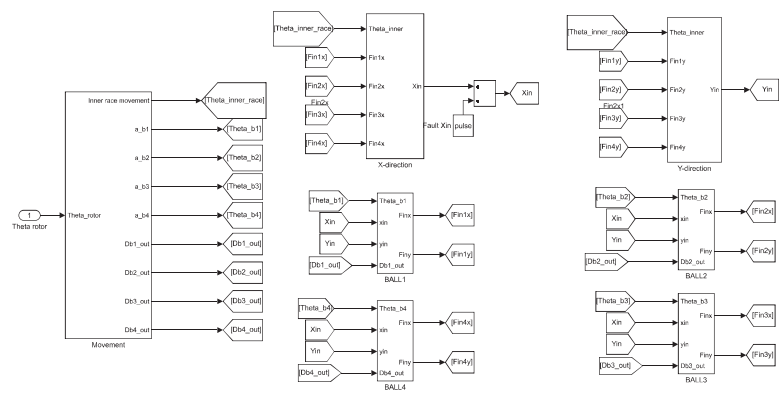 1
Theta rotor
Theta_rotor
Inner race movement
a_b1
a_b2
a_b3
a_b4
Db1_out
Db2_out
Db3_out
Db4_out
Movement
[Theta_inner_race]
[Theta_b1]
[Theta_b2]
[Theta_b3]
[Theta_b4]
[Db1_out]
[Db2_out]
[Db3_out]
[Db4_out]
[Theta_inner_race]
[Fin1x]
[Fin2X]
Fin2x
[Fin3x]
[Fin4x]
Theta_inner
Fin1x
Fin2x
Fin3x
Fin4x
Xin
X-direction
Fault Xin
pulse
Xin
[Theta_inner_race]
[Fin1y]
[Fin2y]
Fin2x1
[Fin3y]
[Fin4y]
Theta_inner
Fin1y
Fin2y
Fin3y
Fin4y
Yin
Y-direction
Yin
[Theta_b1]
Xin
Yin
[Db1_out]
Theta_b1
xin
yin
Db1_out
Finx
Finy
BALL1
[Fin1x]
[Fin1y]
[Theta_b2]
Xin
Yin
[Db2_out]
Theta_b2
xin
yin
Db2_out
Finx
Finy
BALL2
[Fin2x]
[Fin2y]
[Theta_b4]
Xin
Yin
[Db4_out]
Theta_b4
xin
yin
Db4_out
Finx
Finy
BALL4
[Fin4x]
[Fin4y]
[Theta_b3]
Xin
Yin
[Db3_out]
Theta_b3
xin
yin
Db3_out
Finx
Finy
BALL3
[Fin3x]
[Fin3y]